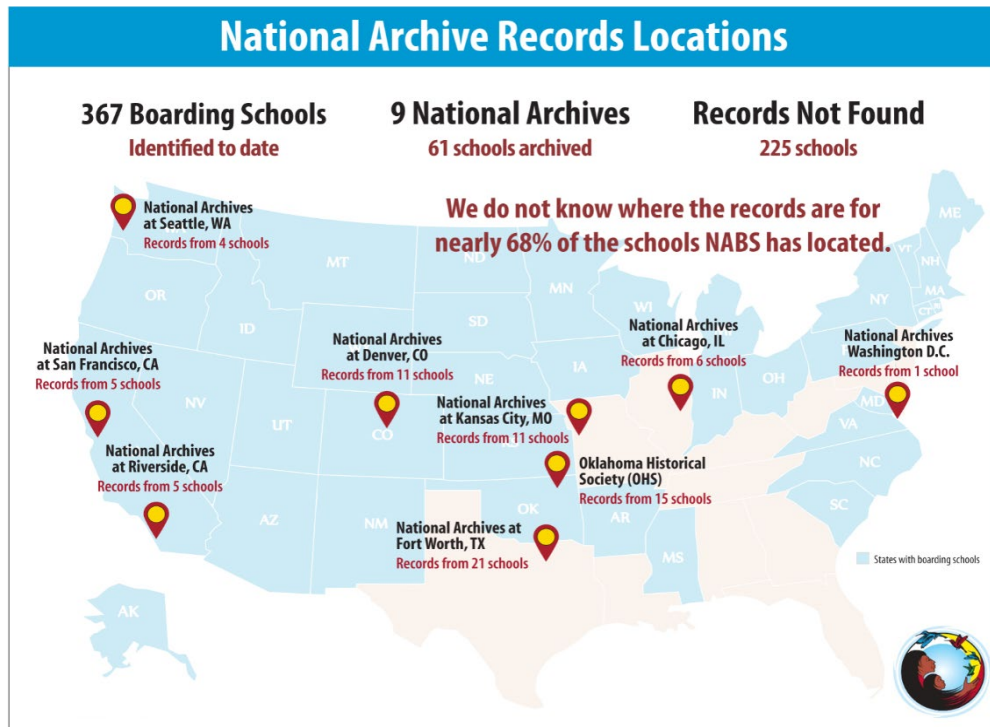 National Archive Records Locations
367 Boarding Schools
Identified to date
9 National Archives
61 schools archived
Records Not Found
225 schools
We do not know where the records are for
nearly 68% of the schools NABS has located.
National Archives
at Seattle, WA
Records from 4 schools
National Archives
at San Francisco, CA
Records from 5 schools
National Archives
at Riverside, CA
Records from 5 schools
National Archives
at Denver, CO
Records from 11 schools
National Archives
at Kansas City, MO
Records from 11 schools
Oklahoma Historical
Society (OHS)
Records from 15 schools
National Archives at
Fort Worth, TX
Records from 21 schools
National Archives
at Chicago, IL
Records from 6 schools
National Archives
Washington D.C.
Records from 1 school
OR
ID
MT
ND
SD
NE
MN
WI
IA
NV
UT
CO
AZ
NM
OK
AR
MS
IN
OH
NY
VT
NH
ME
MA
CT
MD
VA
NC
SC
AK
States with boarding schools